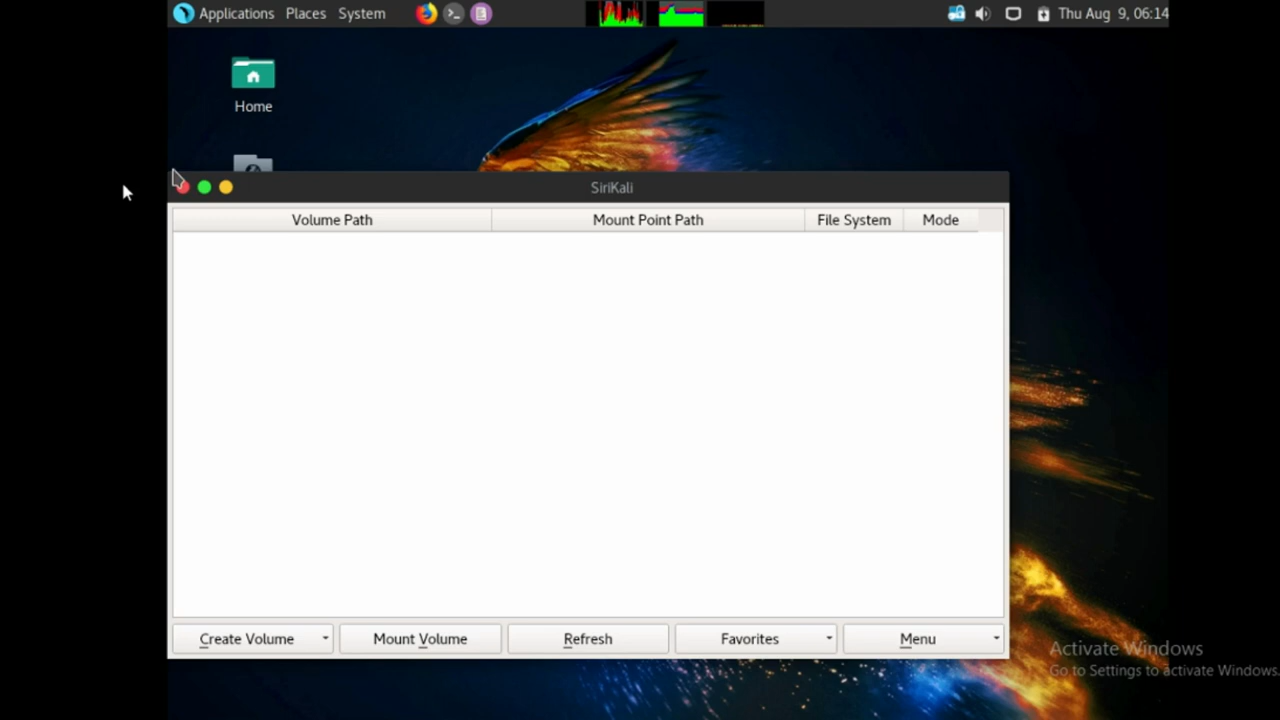 Applications Places System Thu Aug 9, 06:14
Home
SiriKali
Volume Path Mount Point Path File System Mode
Create Volume Mount Volume Refresh Favorites Menu
Activate Windows
Go to Settings to activate Windows.